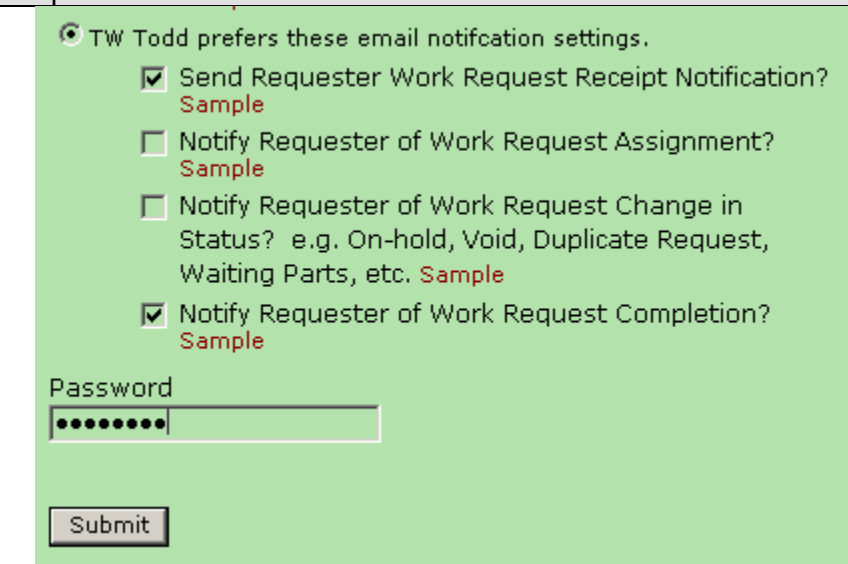 TW Todd prefers these email notifcation settings.
Send Requester Work Request Receipt Notification?
Sample
Notify Requester of Work Request Assignment?
Sample
Notify Requester of Work Request Change in
Status? e.g. On-hold, Void, Duplicate Request,
Waiting Parts, etc. Sample
Notify Requester of Work Request Completion?
Sample
Password
••••••••
Submit